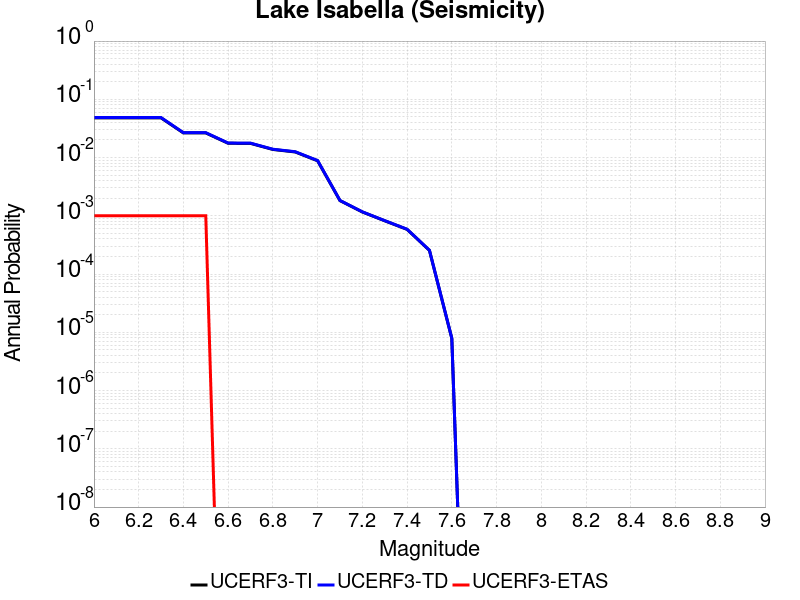 Lake Isabella (Seismicity)
10^0
10^-1
10^-2
10^-3
10^-4
10^-5
10^-6
10^-7
10^-8
Annual Probability
6 6.2 6.4 6.6 6.8 7 7.2 7.4 7.6 7.8 8 8.2 8.4 8.6 8.8 9
Magnitude
UCERF3-TI UCERF3-TD UCERF3-ETAS